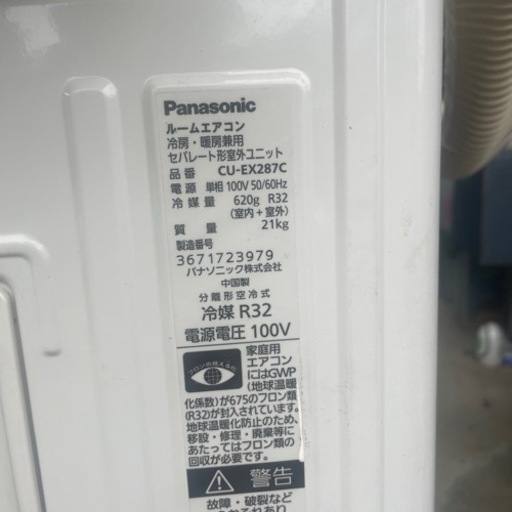 Panasonic
ルームエアコン
冷房・暖房兼用
セパレート形室外ユニット
品番 CU-EX287C
電源 単相 100V 50/60Hz
冷媒量 620g R32
(室内+室外)
質量 21kg
製造番号
3671723979
パナソニック株式会社
中国製
分離形空冷式
冷媒 R32
電源電圧 100V
家庭用
エアコン
にはGWP
(地球温暖
化係数)が675のフロン類
(R32)が封入されています。
地球温暖化防止のため、
移設・修理・廃棄等に
あたってはフロン類の
回収が必要です。
警告
故障・破裂など